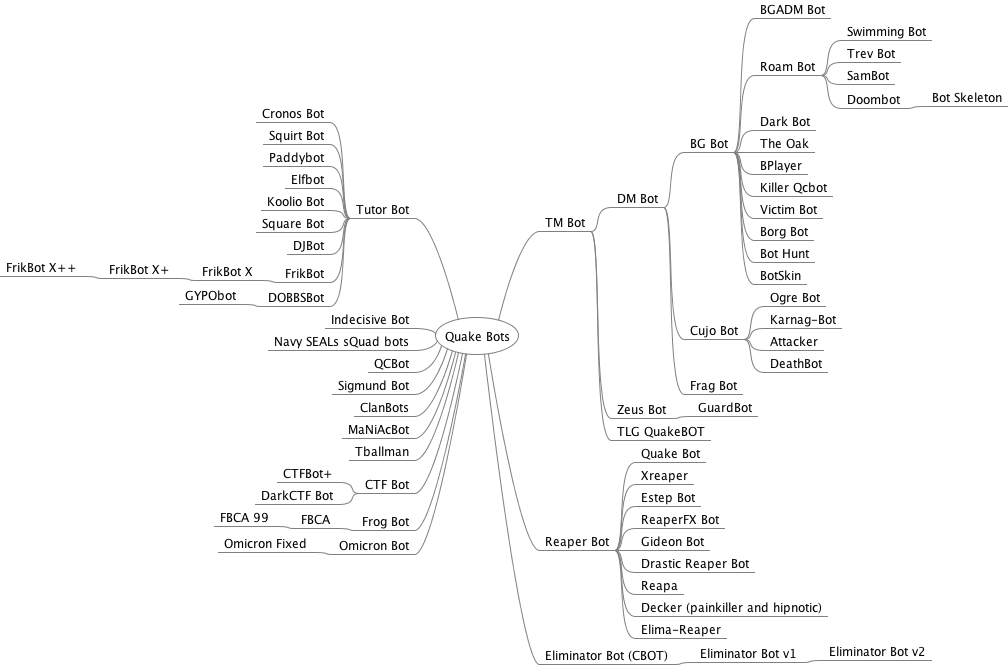 Quake Bots
Tutor Bot
Cronos Bot
Squirt Bot
Paddybot
Elfbot
Koolio Bot
Square Bot
DJBot
FrikBot
FrikBot X
FrikBot X+
FrikBot X++
DOBBSBot
GYPObot
Indecisive Bot
Navy SEALs sQuad bots
QCBot
Sigmund Bot
ClanBots
MaNiAcBot
Tballman
CTF Bot
CTFBot+
DarkCTF Bot
Frog Bot
FBCA
FBCA 99
Omicron Bot
Omicron Fixed
TM Bot
DM Bot
BG Bot
BGADM Bot
Roam Bot
Swimming Bot
Trev Bot
SamBot
Doombot
Bot Skeleton
Dark Bot
The Oak
BPlayer
Killer Qcbot
Victim Bot
Borg Bot
Bot Hunt
BotSkin
Cujo Bot
Ogre Bot
Karnag-Bot
Attacker
DeathBot
Frag Bot
Zeus Bot
GuardBot
TLG QuakeBOT
Reaper Bot
Quake Bot
Xreaper
Estep Bot
ReaperFX Bot
Gideon Bot
Drastic Reaper Bot
Reapa
Decker (painkiller and hipnotic)
Elima-Reaper
Eliminator Bot (CBOT)
Eliminator Bot v1
Eliminator Bot v2